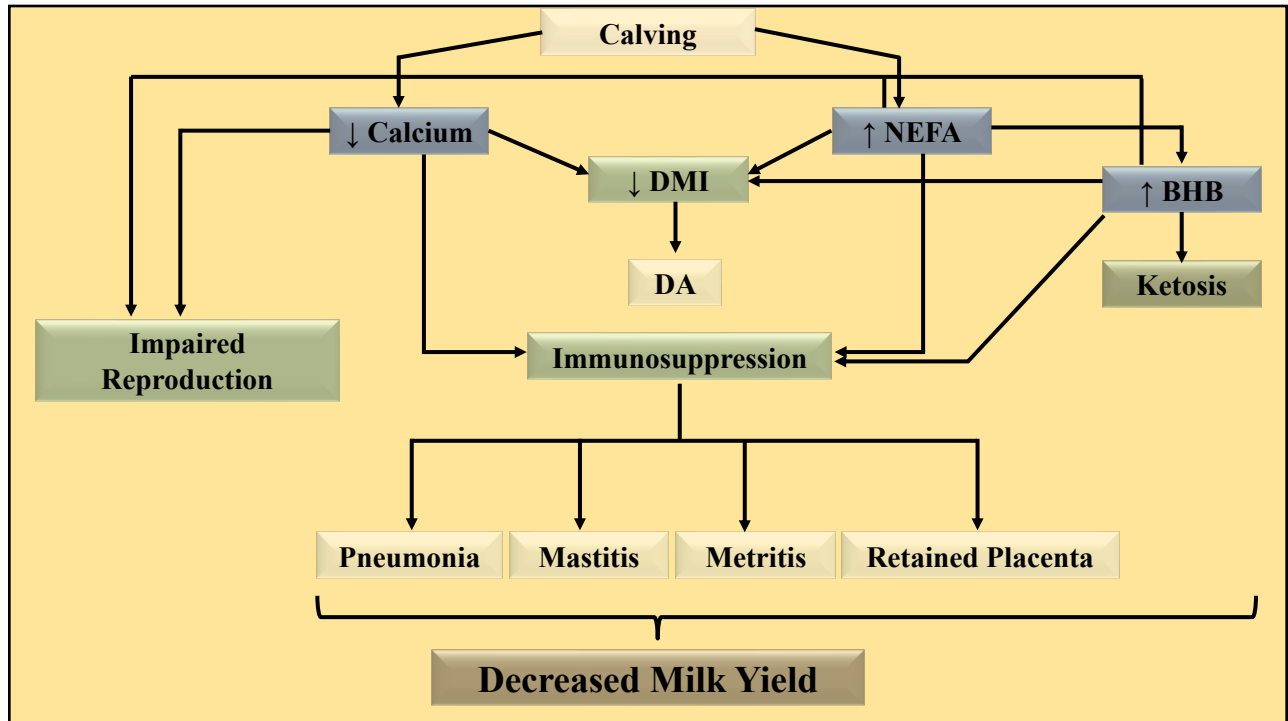 Calving
↓ Calcium
↑ NEFA
↓ DMI
↑ BHB
DA
Ketosis
Impaired
Reproduction
Immunosuppression
Pneumonia
Mastitis
Metritis
Retained Placenta
Decreased Milk Yield